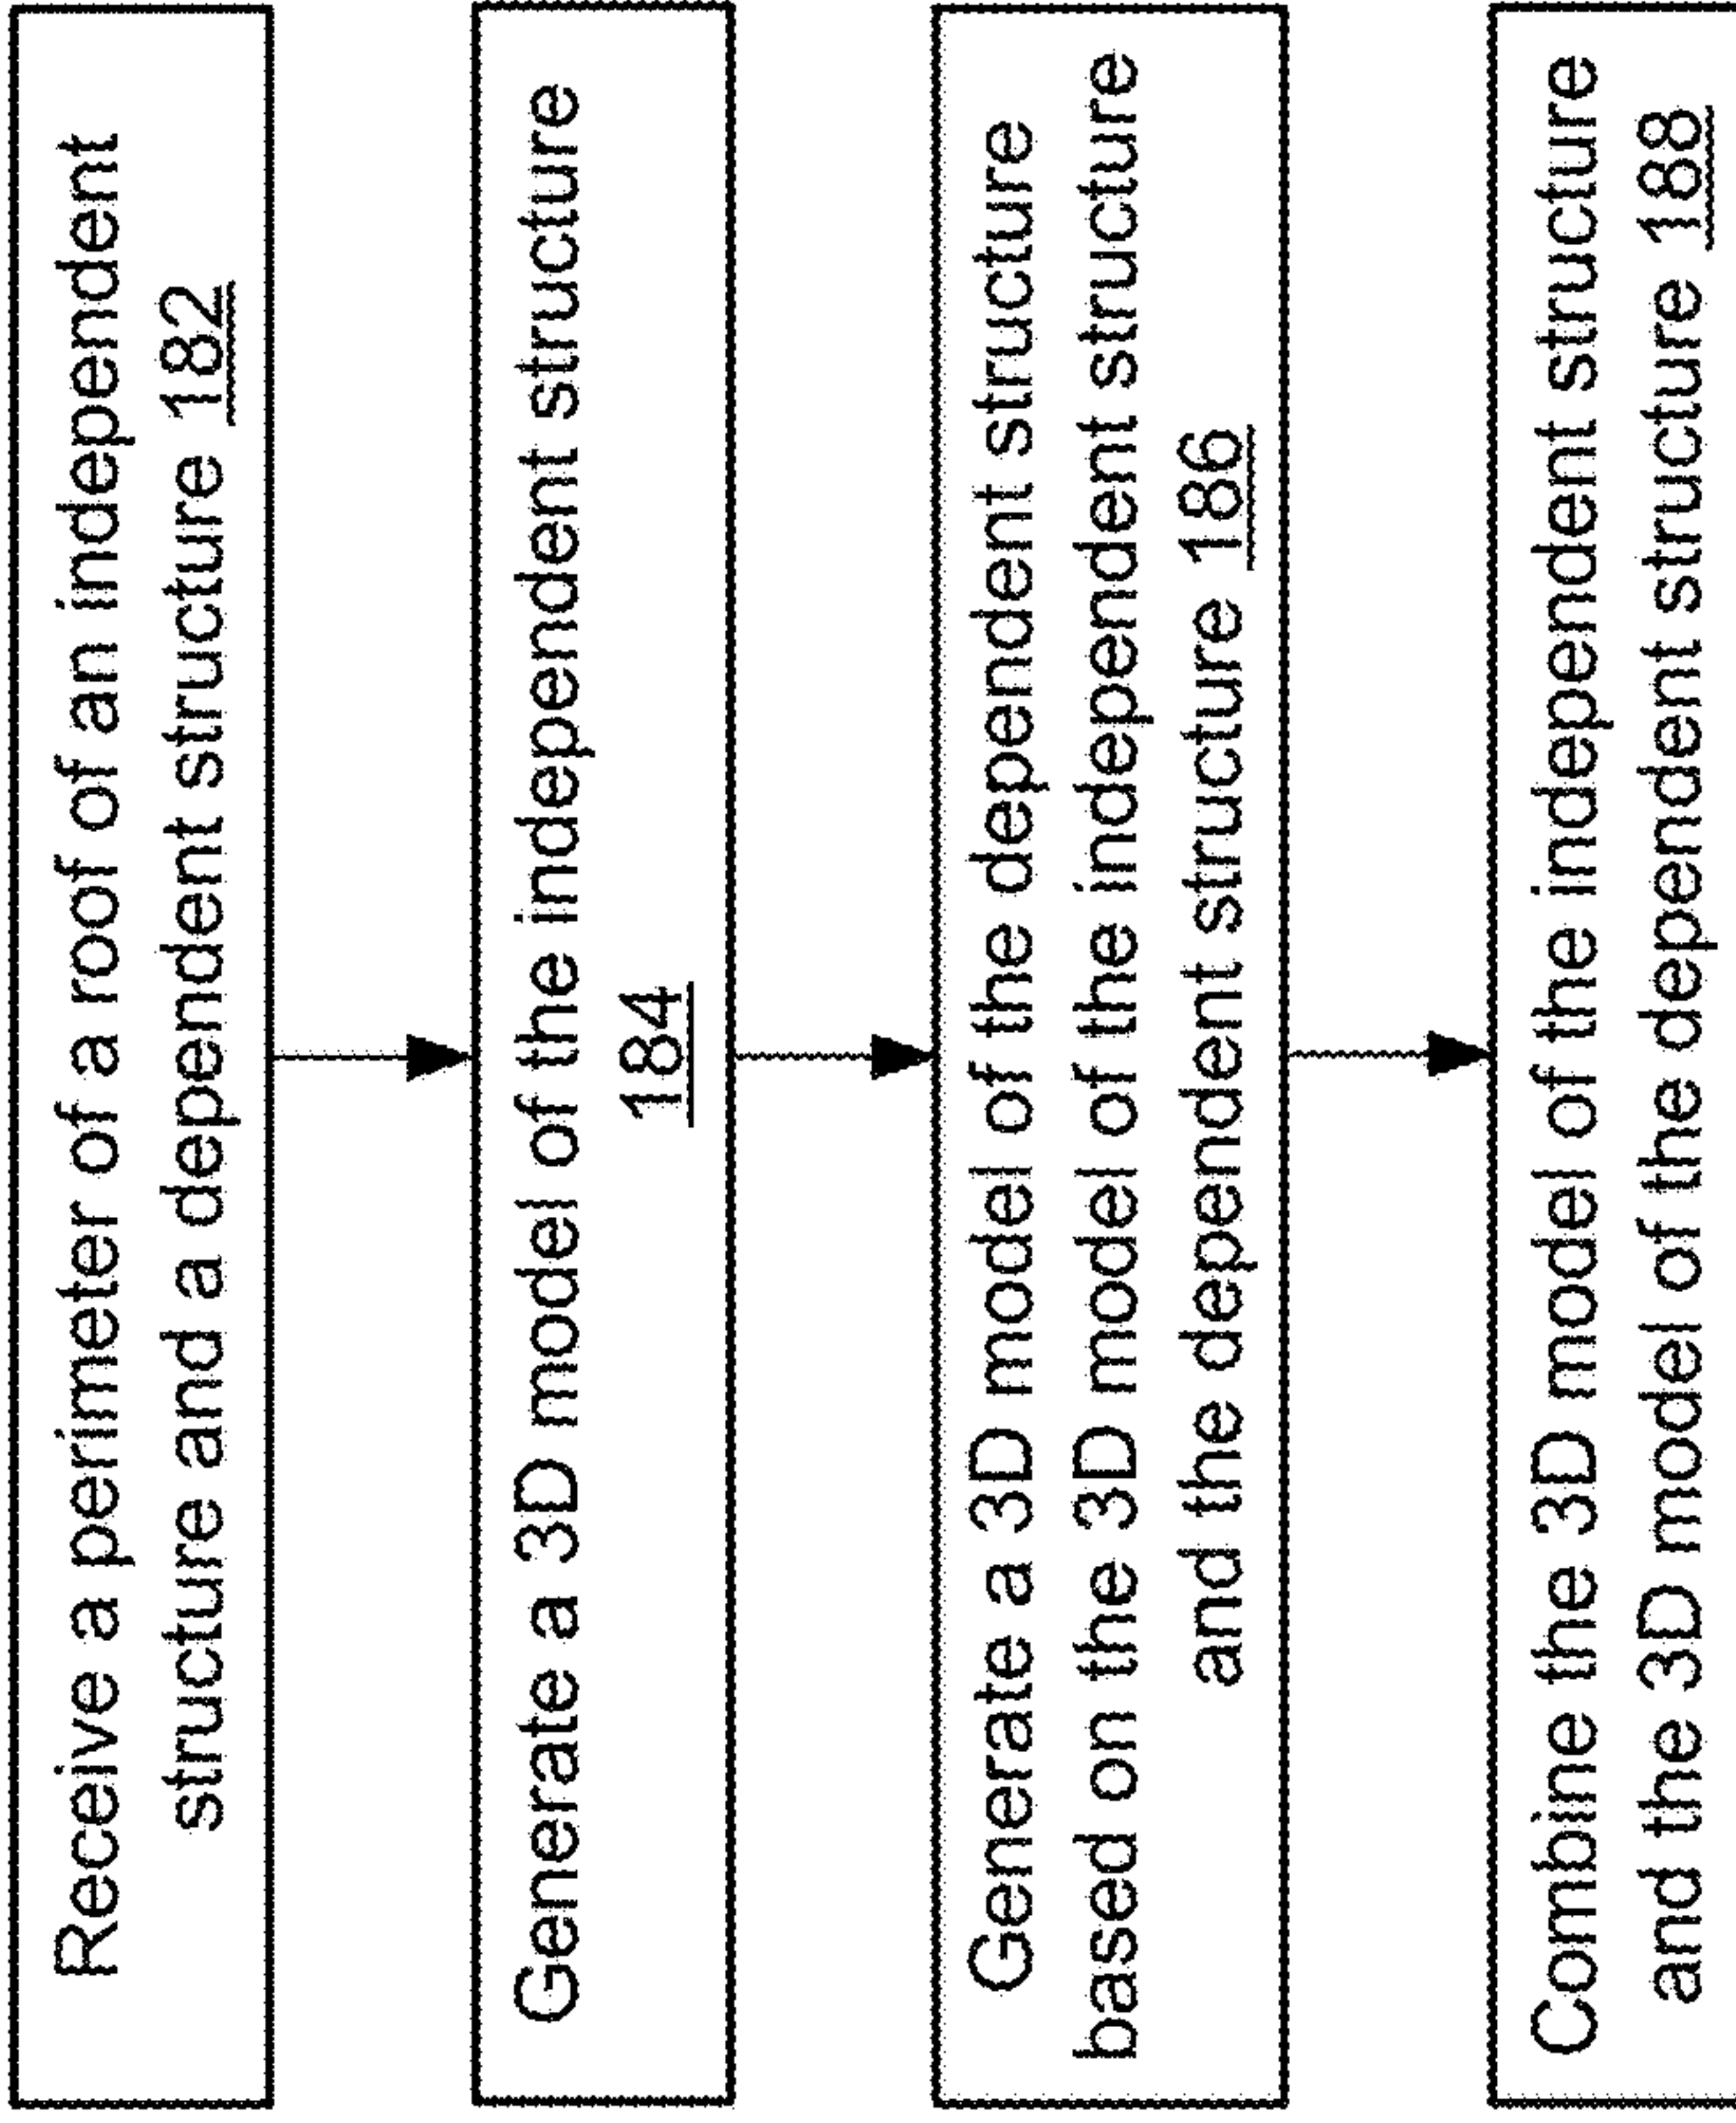 Receive a perimeter of a roof of an independent
structure and a dependent structure 182
Generate a 3D model of the independent structure
184
Generate a 3D model of the dependent structure
based on the 3D model of the independent structure
and the dependent structure 186
Combine the 3D model of the independent structure
and the 3D model of the dependent structure 188